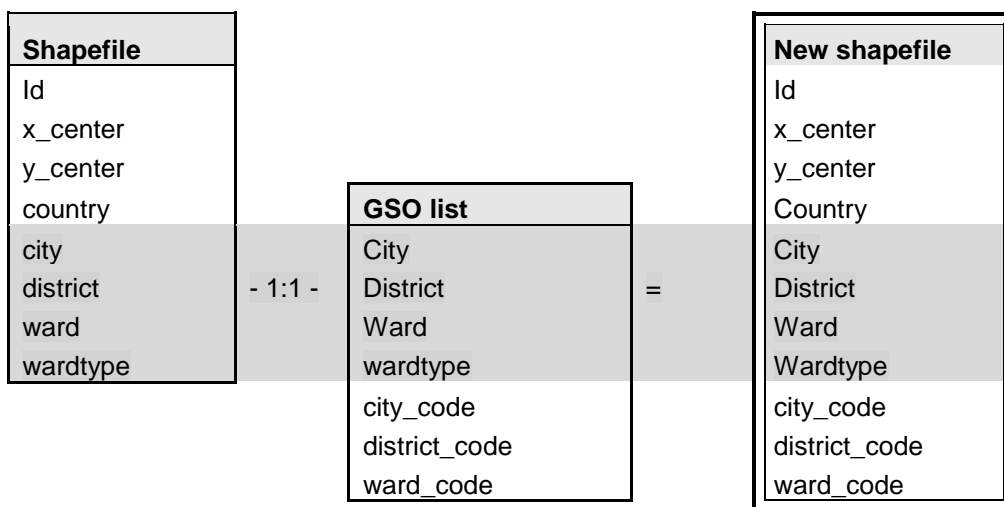 Shapefile
Id
x_center
y_center
country
city
district
ward
wardtype
- 1:1 -
GSO list
City
District
Ward
wardtype
city_code
district_code
ward_code
=
New shapefile
Id
x_center
y_center
Country
City
District
Ward
Wardtype
city_code
district_code
ward_code